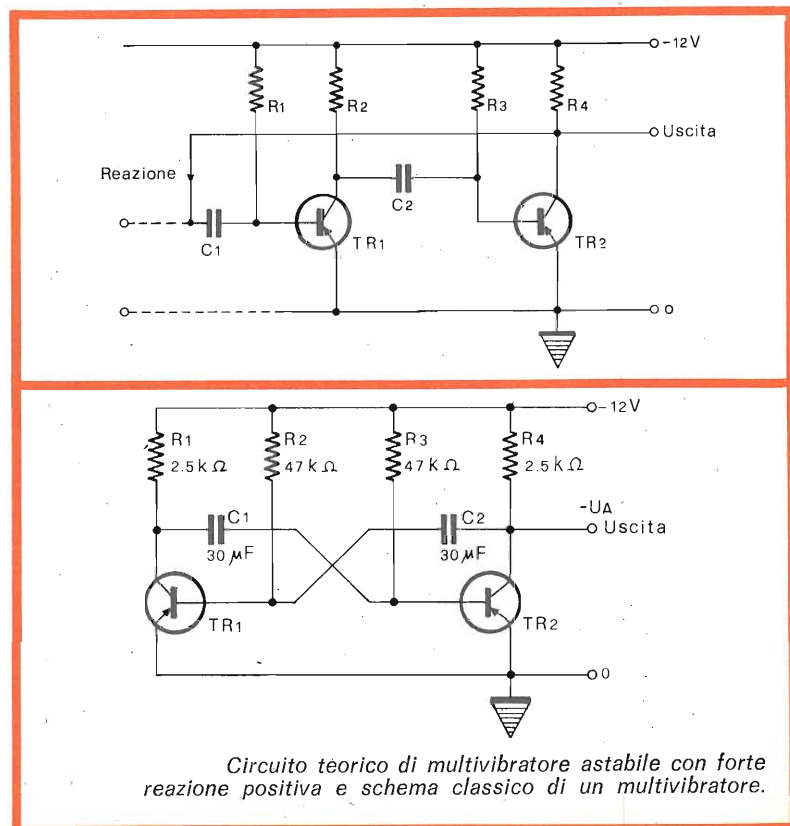 -12V
R1
R2
R3
R4
Uscita
Reazione
C1
C2
TR1
TR2
0
-12V
R1
2.5kΩ
R2
47kΩ
R3
47kΩ
R4
2.5kΩ
C1
30µF
C2
30µF
-UA
Uscita
TR1
TR2
0
Circuito teorico di multivibratore astabile con forte
reazione positiva e schema classico di un multivibratore.